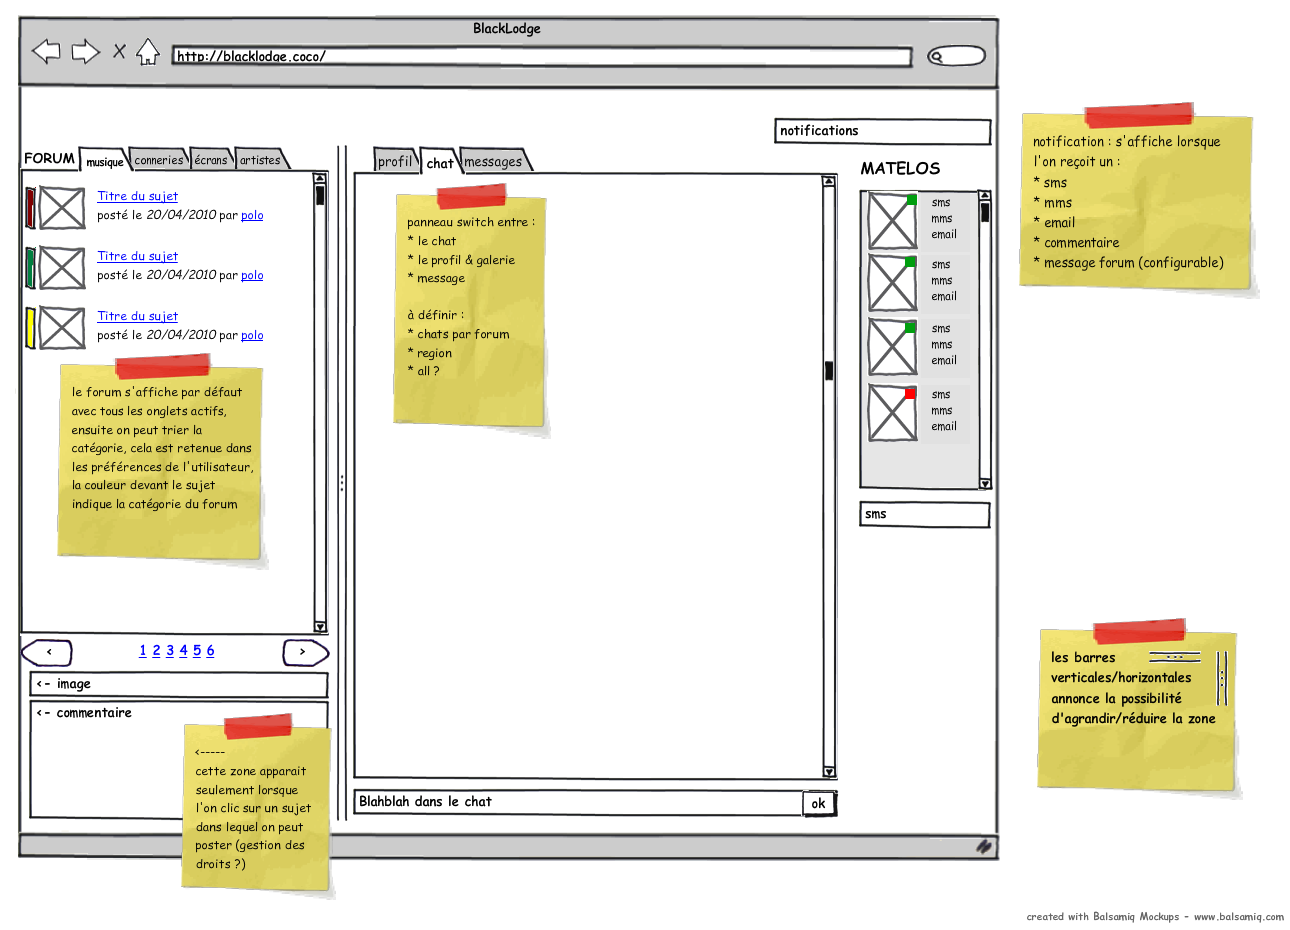 BlackLodge
http://blacklodge.coco/
notifications
FORUM
musique
conneries
écrans
artistes
Titre du sujet
posté le 20/04/2010 par polo
Titre du sujet
posté le 20/04/2010 par polo
Titre du sujet
posté le 20/04/2010 par polo
le forum s'affiche par défaut
avec tous les onglets actifs,
ensuite on peut trier la
catégorie, cela est retenue dans
les préférences de l'utilisateur,
la couleur devant le sujet
indique la catégorie du forum
<
1 2 3 4 5 6
>
<- image
<- commentaire
<-----
cette zone apparait
seulement lorsque
l'on clic sur un sujet
dans lequel on peut
poster (gestion des
droits ?)
profil
chat
messages
panneau switch entre :
* le chat
* le profil & galerie
* message
à définir :
* chats par forum
* region
* all ?
Blahblah dans le chat
ok
MATELOS
sms
mms
email
sms
mms
email
sms
mms
email
sms
mms
email
sms
notification : s'affiche lorsque
l'on reçoit un :
* sms
* mms
* email
* commentaire
* message forum (configurable)
les barres
verticales/horizontales
annonce la possibilité
d'agrandir/réduire la zone
created with Balsamiq Mockups - www.balsamiq.com